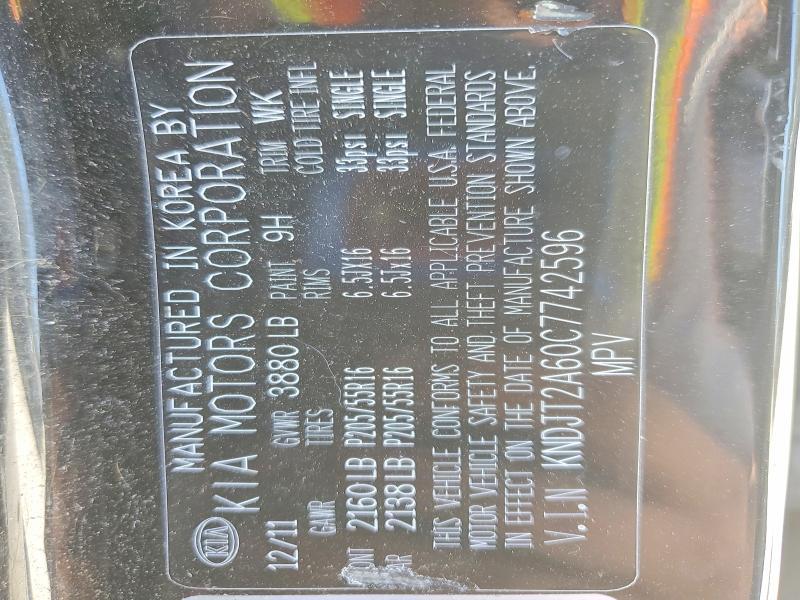 MANUFACTURED IN KOREA BY
KIA KIA MOTORS CORPORATION
12/11 GVWR 3880 LB PAINT 9H TRIM WK
GAWR TIRES RIMS COLD TIRE INFL
2160 LB P205/55R16 6.5JX16 33psi SINGLE
2138 LB P205/55R16 6.5Jx16 33psi SINGLE
THIS VEHICLE CONFORMS TO ALL APPLICABLE U.S.A. FEDERAL
MOTOR VEHICLE SAFETY AND THEFT PREVENTION STANDARDS
IN EFFECT ON THE DATE OF MANUFACTURE SHOWN ABOVE.
V.I.N KNDJT2A60C7742596
MPV